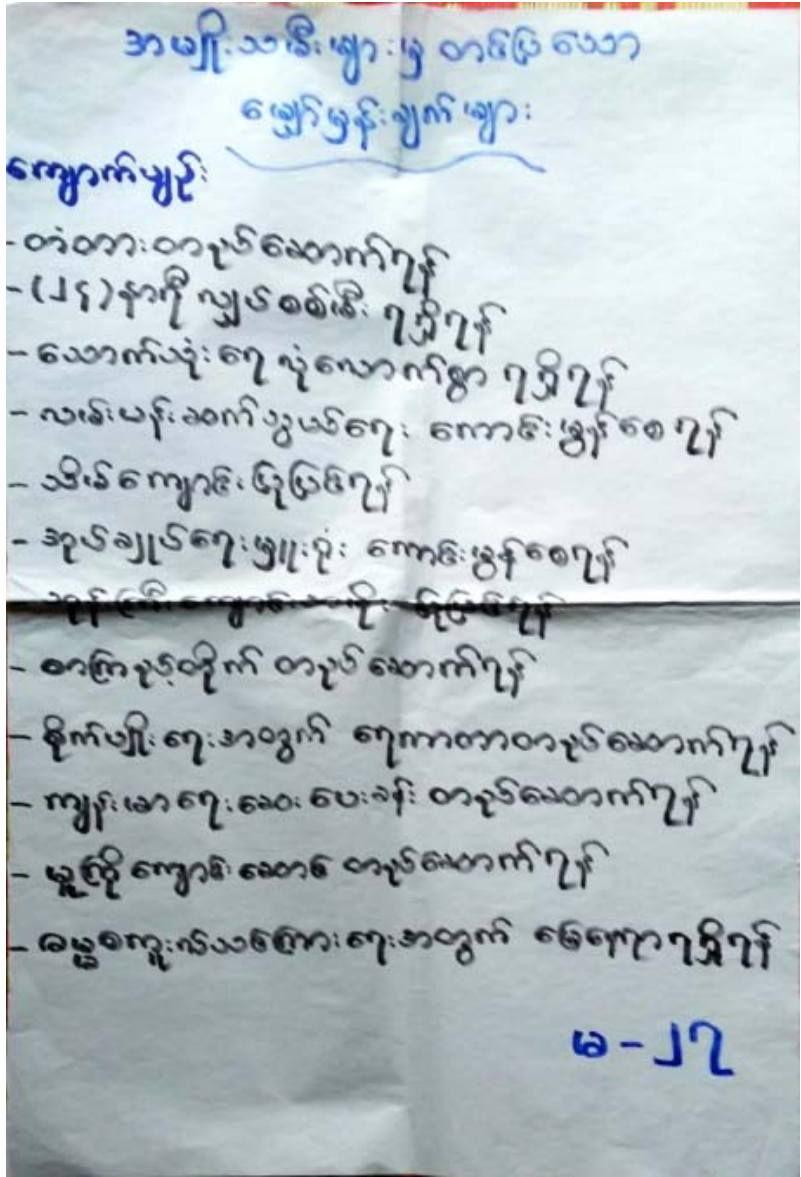 အမျိုးသမီးများမှ တင်ပြသော
မျှော်မှန်းချက်များ
ကျောက်မျဉ်း
- တံတားတည်ဆောက်ရန်
- (၂၄) နာရီ လျှပ်စစ်မီး ရရှိရန်
- သောက်သုံးရေ လုံလောက်စွာ ရရှိရန်
- လမ်းပန်းဆက်သွယ်ရေး ကောင်းမွန်စေရန်
- သိမ်ကျောင်းပြုပြင်ရန်
- အုပ်ချုပ်ရေးမှူးရုံး ကောင်းမွန်စေရန်
- စာကြည့်တိုက် တည်ဆောက်ရန်
- စိုက်ပျိုးရေးအတွက် ရေကာတာတည်ဆောက်ရန်
- ကျန်းမာရေးဆေးပေးခန်း တည်ဆောက်ရန်
- မူကြိုကျောင်းဆောင် တည်ဆောက်ရန်
- ဓမ္မစကူးလ်သင်ကြားရေးအတွက် မြေနေရာရရှိရန်
မ - ၂၇